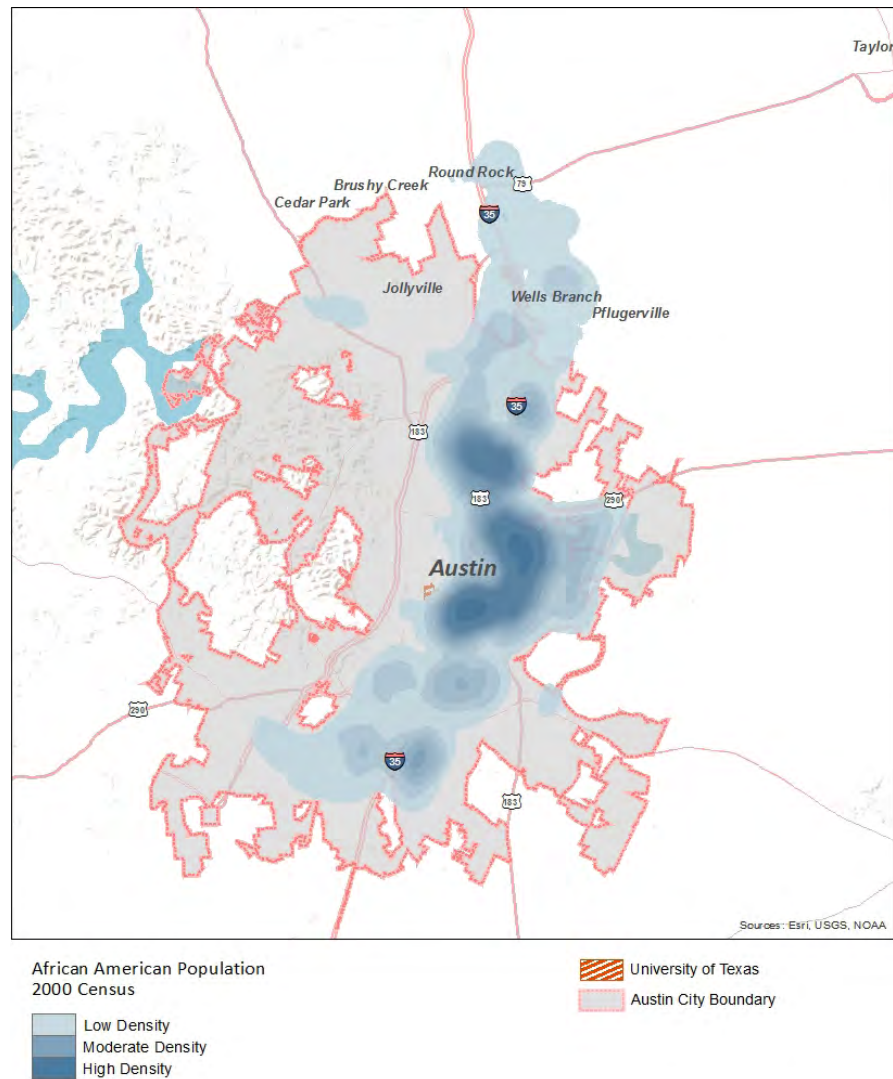 Taylor
Round Rock
Brushy Creek
79
Cedar Park
35
Jollyville
Wells Branch
Pflugerville
35
183
183
290
Austin
290
35
183
Sources: Esri, USGS, NOAA
African American Population
2000 Census
Low Density
Moderate Density
High Density
University of Texas
Austin City Boundary